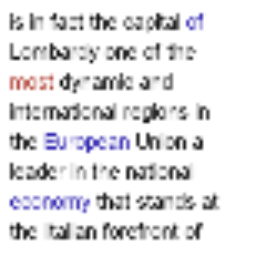 is in fact the capital of
Lombardy one of the
most dynamic and
international regions in
the European Union a
leader in the national
economy that stands at
the Italian forefront of